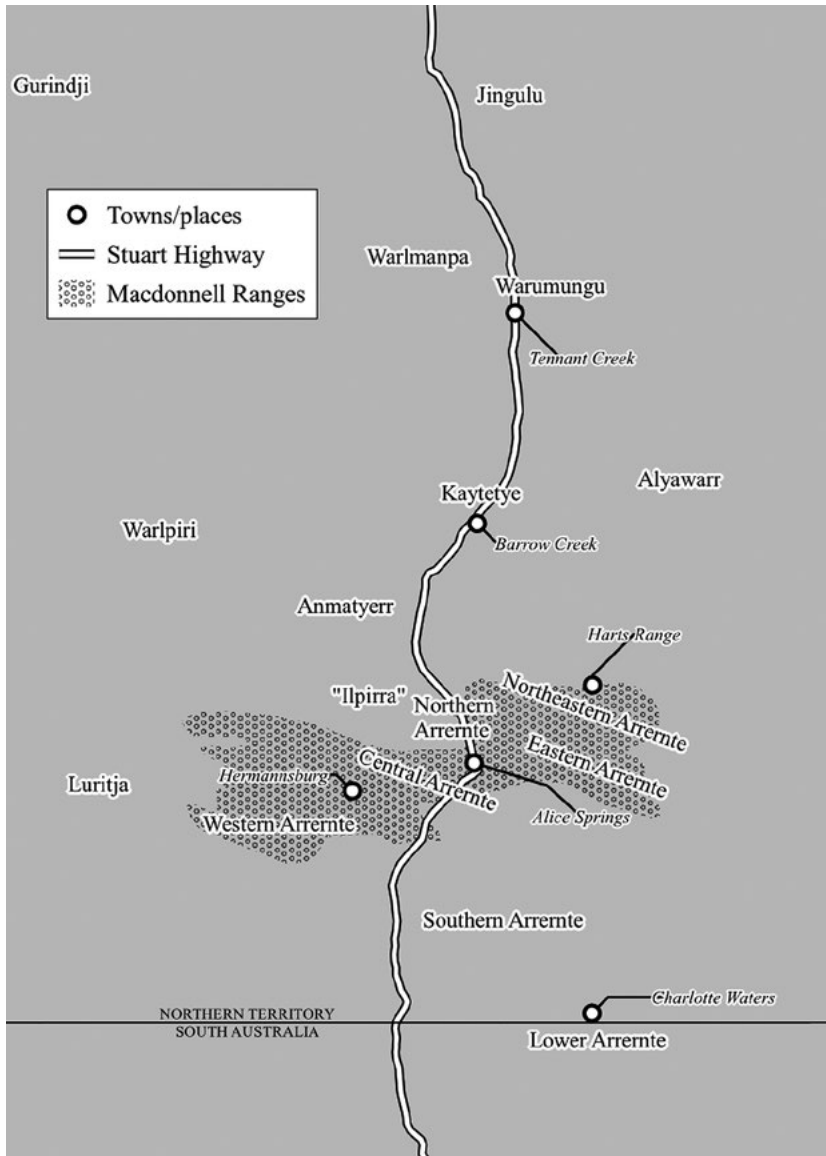 Gurindji
Jingulu
Towns/places
Stuart Highway
Macdonnell Ranges
Warlmanpa
Warumungu
Tennant Creek
Kaytetye
Alyawarr
Warlpiri
Barrow Creek
Anmatyerr
Harts Range
"Ilpirra"
Northern
Arrernte
Northeastern Arrernte
Eastern Arrernte
Central Arrernte
Luritja
Hermannsburg
Western Arrernte
Alice Springs
Southern Arrernte
Charlotte Waters
NORTHERN TERRITORY
SOUTH AUSTRALIA
Lower Arrernte